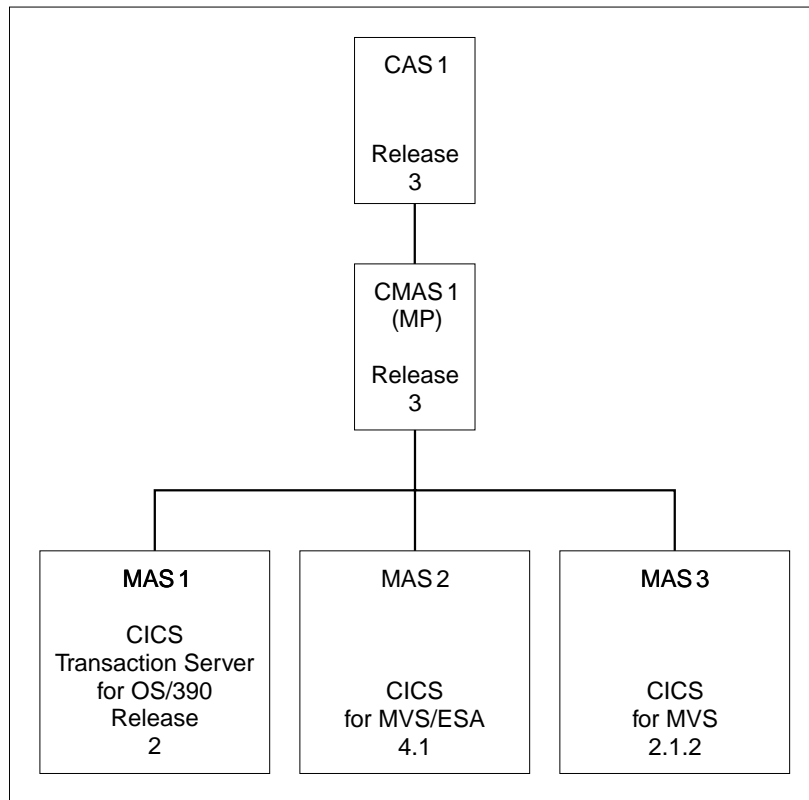 CAS 1
Release
3
CMAS 1
(MP)
Release
3
MAS 1
CICS
Transaction Server
for OS/390
Release
2
MAS 2
CICS
for MVS/ESA
4.1
MAS 3
CICS
for MVS
2.1.2